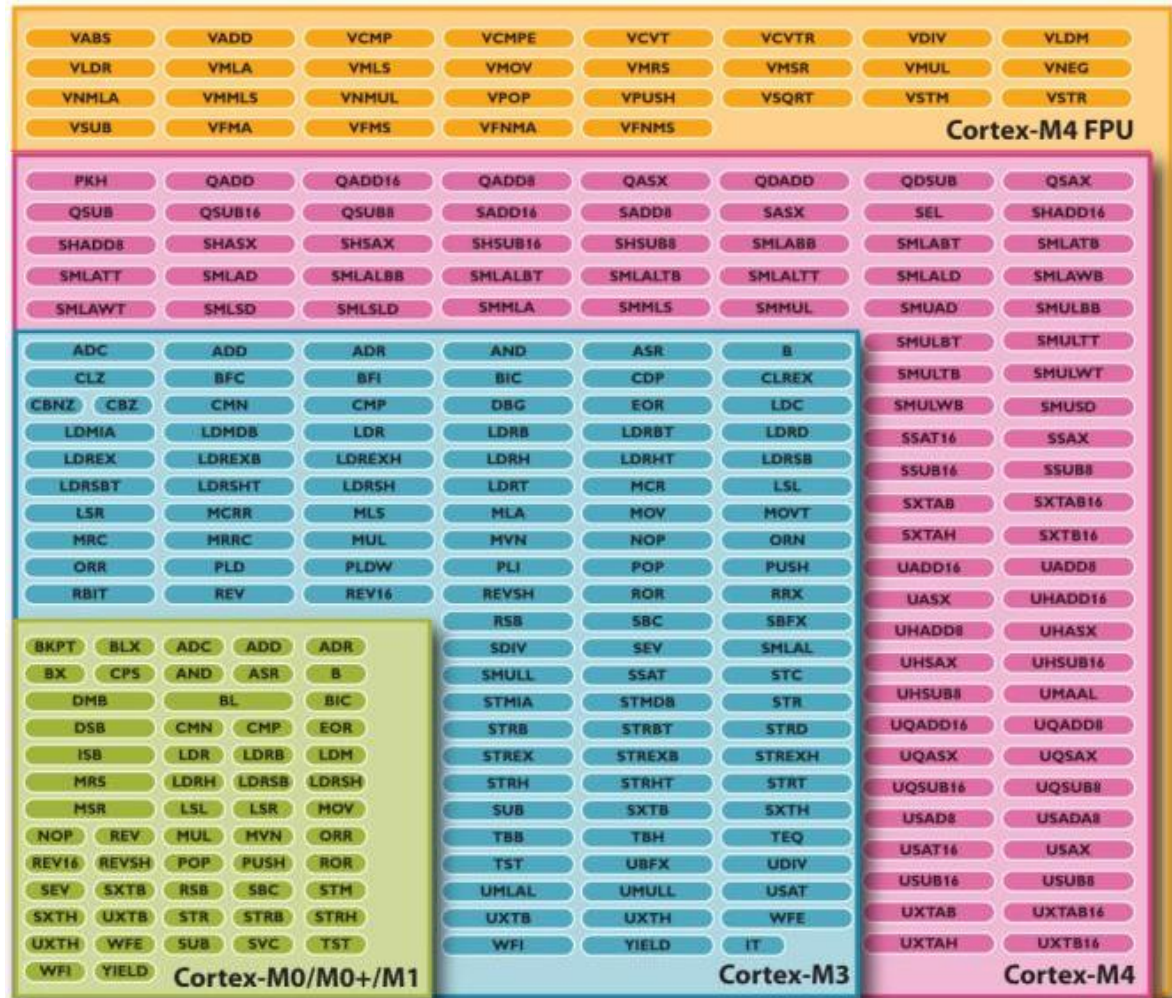 VABS VADD VCMP VCMPE VCVT VCVTR VDIV VLDM
VLDR VMLA VMLS VMOV VMRS VMSR VMUL VNEG
VNMLA VMMLS VNMUL VPOP VPUSH VSQRT VSTM VSTR
VSUB VFMA VFMS VFNMA VFNMS
Cortex-M4 FPU
PKH QADD QADD16 QADD8 QASX QDADD QDSUB QSAX
QSUB QSUB16 QSUB8 SADD16 SADD8 SASX SEL SHADD16
SHADD8 SHASX SHSAX SHSUB16 SHSUB8 SMLABB SMLABT SMLATB
SMLATT SMLAD SMLALBB SMLALBT SMLALTB SMLALTT SMLALD SMLAWB
SMLAWT SMLSD SMLSLD SMMLA SMMLS SMMUL SMUAD SMULBB
SMULBT SMULTT
SMULTB SMULWT
SMULWB SMUSD
SSAT16 SSAX
SSUB16 SSUB8
SXTAB SXTAB16
SXTAH SXTB16
UADD16 UADD8
UASX UHADD16
UHADD8 UHASX
UHSAX UHSUB16
UHSUB8 UMAAL
UQADD16 UQADD8
UQASX UQSAX
UQSUB16 UQSUB8
USAD8 USADA8
USAT16 USAX
USUB16 USUB8
UXTAB UXTAB16
UXTAH UXTB16
Cortex-M4
ADC ADD ADR AND ASR B
CLZ BFC BFI BIC CDP CLREX
CBNZ CBZ CMN CMP DBG EOR LDC
LDMIA LDMDB LDR LDRB LDRBT LDRD
LDREX LDREXB LDREXH LDRH LDRHT LDRSB
LDRSBT LDRSHT LDRSH LDRT MCR LSL
LSR MCRR MLS MLA MOV MOVT
MRC MRRC MUL MVN NOP ORN
ORR PLD PLDW PLI POP PUSH
RBIT REV REV16 REVSH ROR RRX
RSB SBC SBFX
SDIV SEV SMLAL
SMULL SSAT STC
STMIA STMDB STR
STRB STRBT STRD
STREX STREXB STREXH
STRH STRHT STRT
SUB SXTB SXTH
TBB TBH TEQ
TST UBFX UDIV
UMLAL UMULL USAT
UXTB UXTH WFE
WFI YIELD IT
Cortex-M3
BKPT BLX ADC ADD ADR
BX CPS AND ASR B
DMB BL BIC
DSB CMN CMP EOR
ISB LDR LDRB LDM
MRS LDRH LDRSB LDRSH
MSR LSL LSR MOV
NOP REV MUL MVN ORR
REV16 REVSH POP PUSH ROR
SEV SXTB RSB SBC STM
SXTH UXTB STR STRB STRH
UXTH WFE SUB SVC TST
WFI YIELD
Cortex-M0/M0+/M1